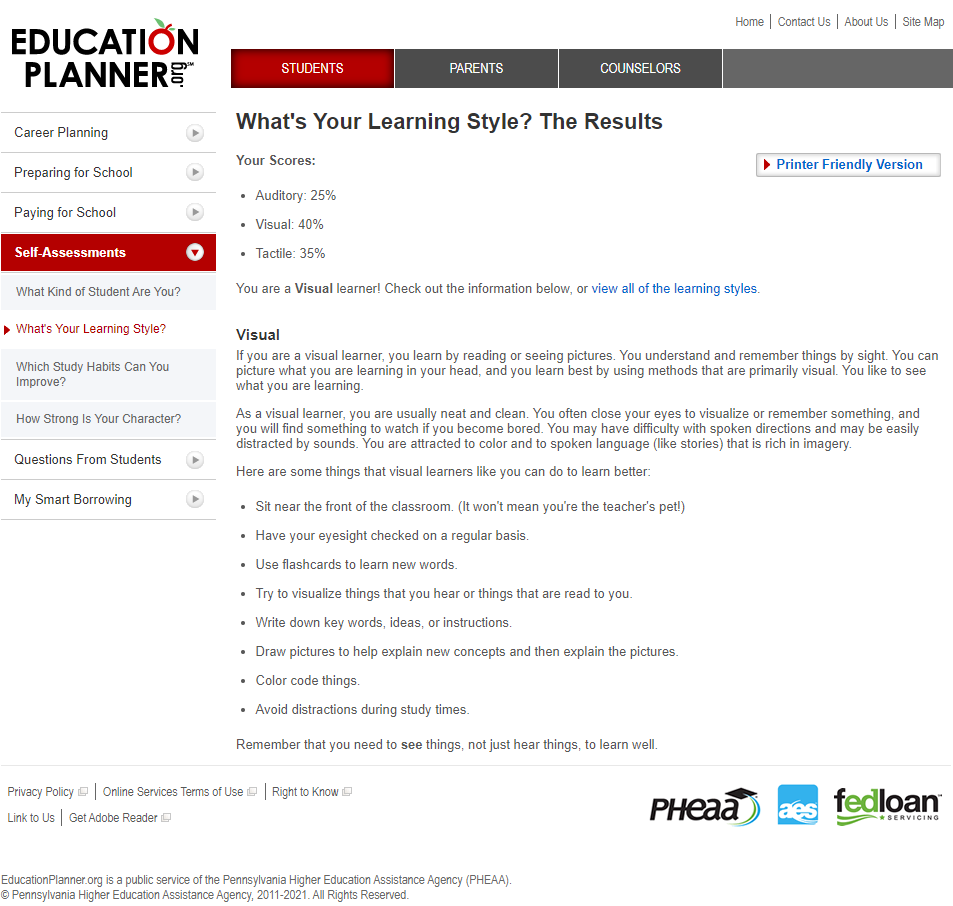 EDUCATION
PLANNER.org℠
Home
Contact Us
About Us
Site Map
STUDENTS
PARENTS
COUNSELORS
Career Planning
Preparing for School
Paying for School
Self-Assessments
What Kind of Student Are You?
What's Your Learning Style?
Which Study Habits Can You
Improve?
How Strong Is Your Character?
Questions From Students
My Smart Borrowing
What's Your Learning Style? The Results
Your Scores:
Printer Friendly Version
• Auditory: 25%
• Visual: 40%
• Tactile: 35%
You are a Visual learner! Check out the information below, or view all of the learning styles.
Visual
If you are a visual learner, you learn by reading or seeing pictures. You understand and remember things by sight. You can
picture what you are learning in your head, and you learn best by using methods that are primarily visual. You like to see
what you are learning.
As a visual learner, you are usually neat and clean. You often close your eyes to visualize or remember something, and
you will find something to watch if you become bored. You may have difficulty with spoken directions and may be easily
distracted by sounds. You are attracted to color and to spoken language (like stories) that is rich in imagery.
Here are some things that visual learners like you can do to learn better:
• Sit near the front of the classroom. (It won't mean you're the teacher's pet!)
• Have your eyesight checked on a regular basis.
• Use flashcards to learn new words.
• Try to visualize things that you hear or things that are read to you.
• Write down key words, ideas, or instructions.
• Draw pictures to help explain new concepts and then explain the pictures.
• Color code things.
• Avoid distractions during study times.
Remember that you need to see things, not just hear things, to learn well.
Privacy Policy
Online Services Terms of Use
Right to Know
Link to Us
Get Adobe Reader
PHEAA
aes
fedloan™
SERVICING
EducationPlanner.org is a public service of the Pennsylvania Higher Education Assistance Agency (PHEAA).
© Pennsylvania Higher Education Assistance Agency, 2011-2021. All Rights Reserved.